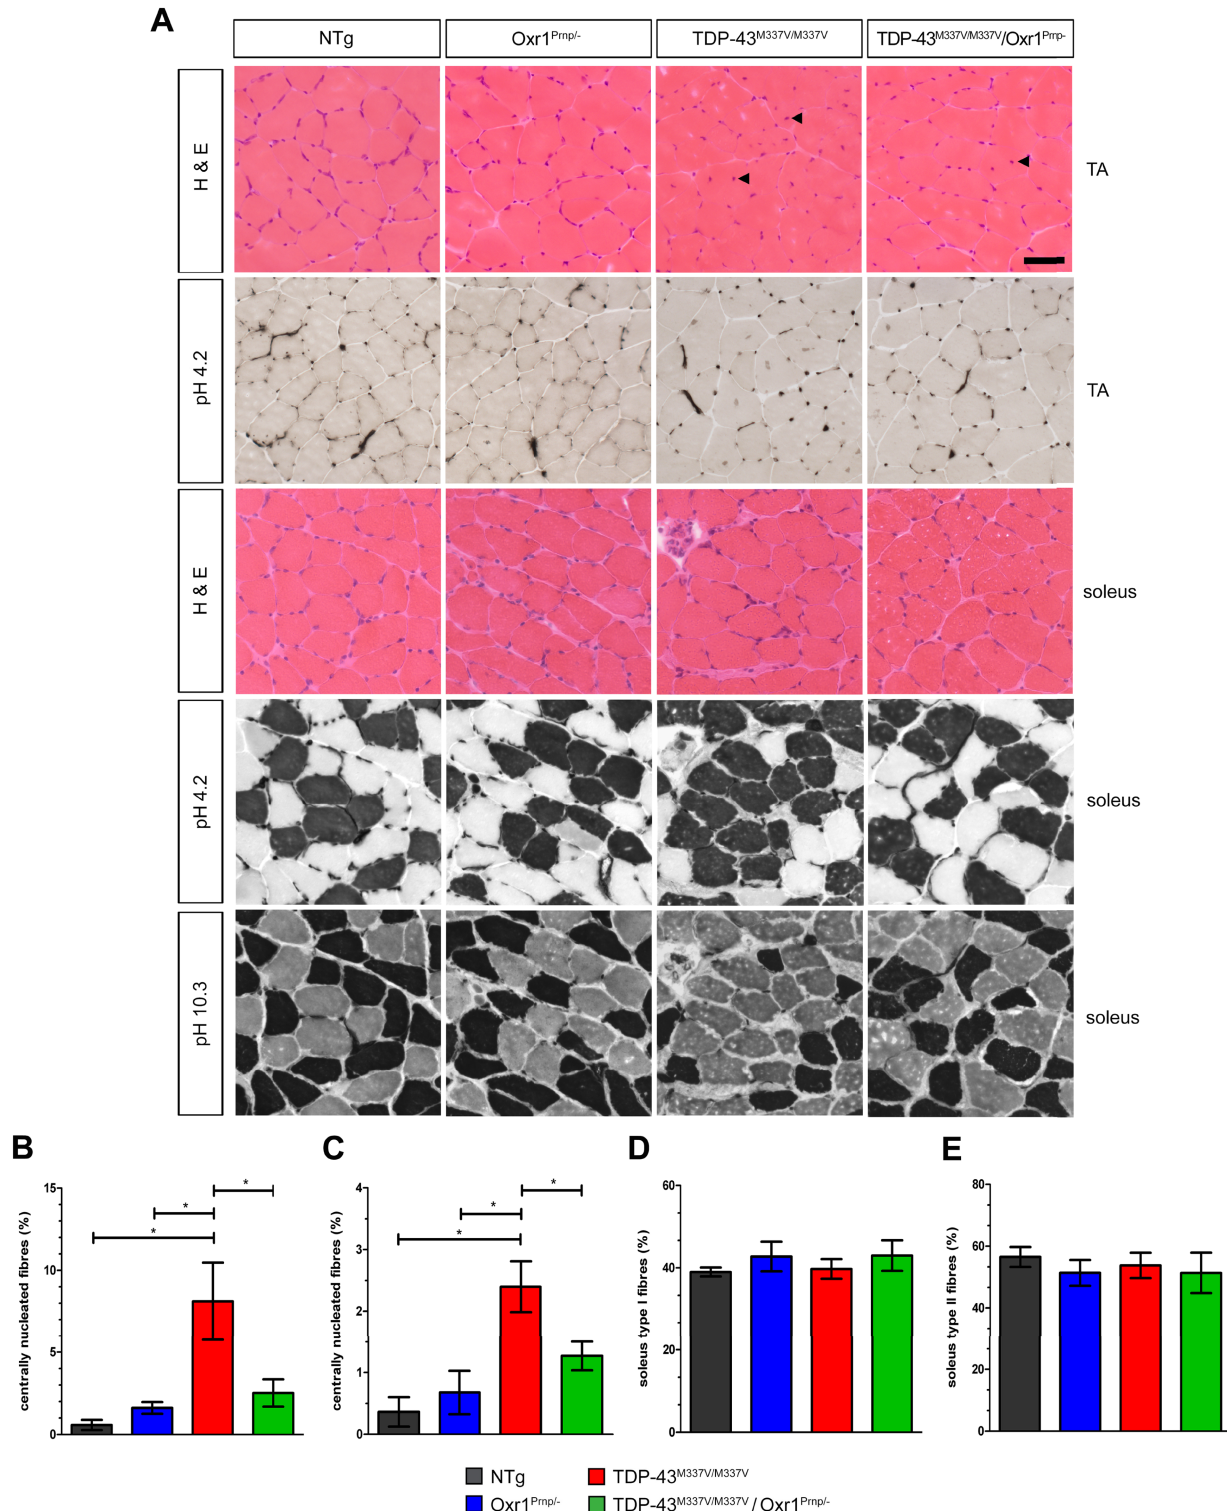 A
NTg
Oxr1Prnp/-
TDP-43M337V/M337V
TDP-43M337V/M337V/Oxr1Prnp-
H & E
TA
pH 4.2
TA
H & E
soleus
pH 4.2
soleus
pH 10.3
soleus
B
centrally nucleated fibres (%)
15
10
5
0
*
*
*
C
centrally nucleated fibres (%)
4
3
2
1
0
*
*
*
D
soleus type I fibres (%)
60
40
20
0
E
soleus type II fibres (%)
80
60
40
20
0
NTg
TDP-43M337V/M337V
Oxr1Prnp/-
TDP-43M337V/M337V / Oxr1Prnp/-